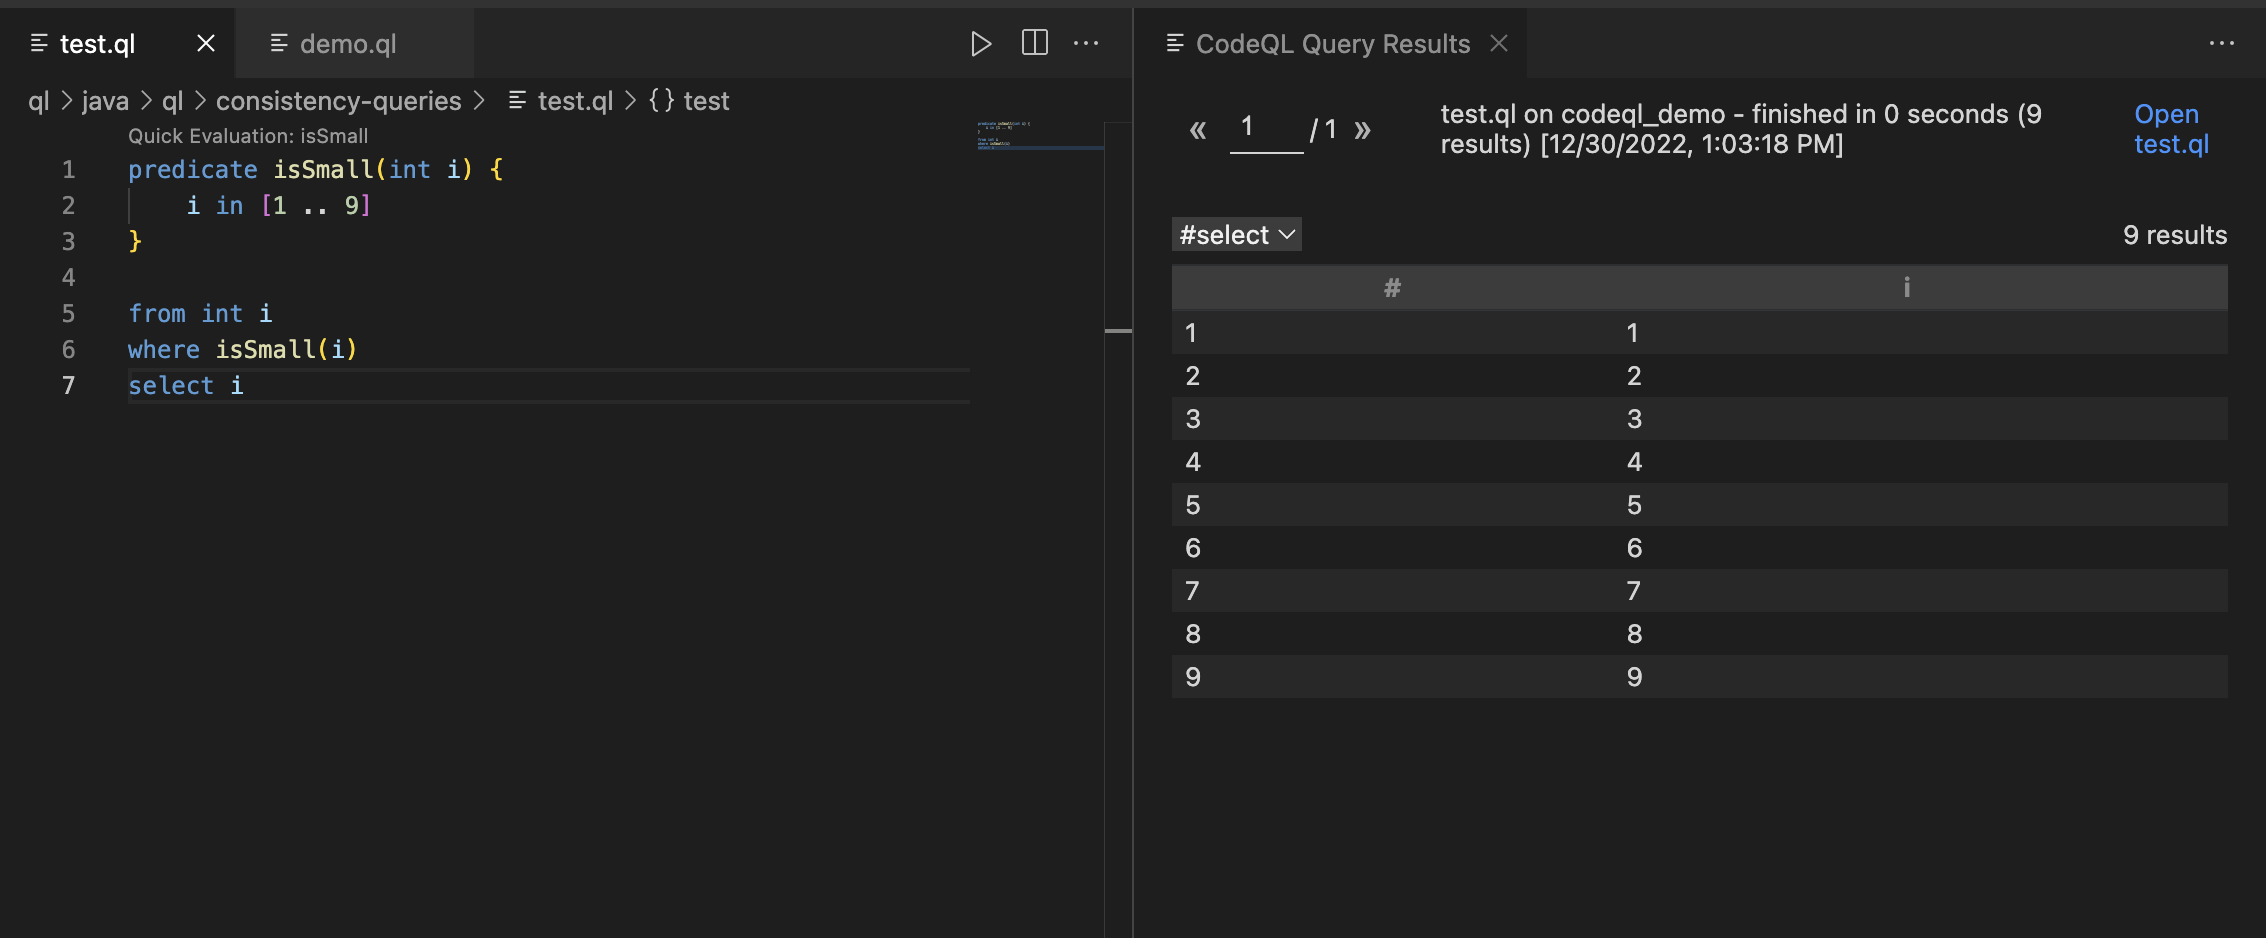 test.ql
demo.ql
ql > java > ql > consistency-queries > test.ql > {} test
Quick Evaluation: isSmall
1 predicate isSmall(int i) {
2     i in [1 .. 9]
3 }
4
5 from int i
6 where isSmall(i)
7 select i
CodeQL Query Results
« 1 / 1 »
test.ql on codeql_demo - finished in 0 seconds (9
results) [12/30/2022, 1:03:18 PM]
Open
test.ql
#select
9 results
# i
1 1
2 2
3 3
4 4
5 5
6 6
7 7
8 8
9 9